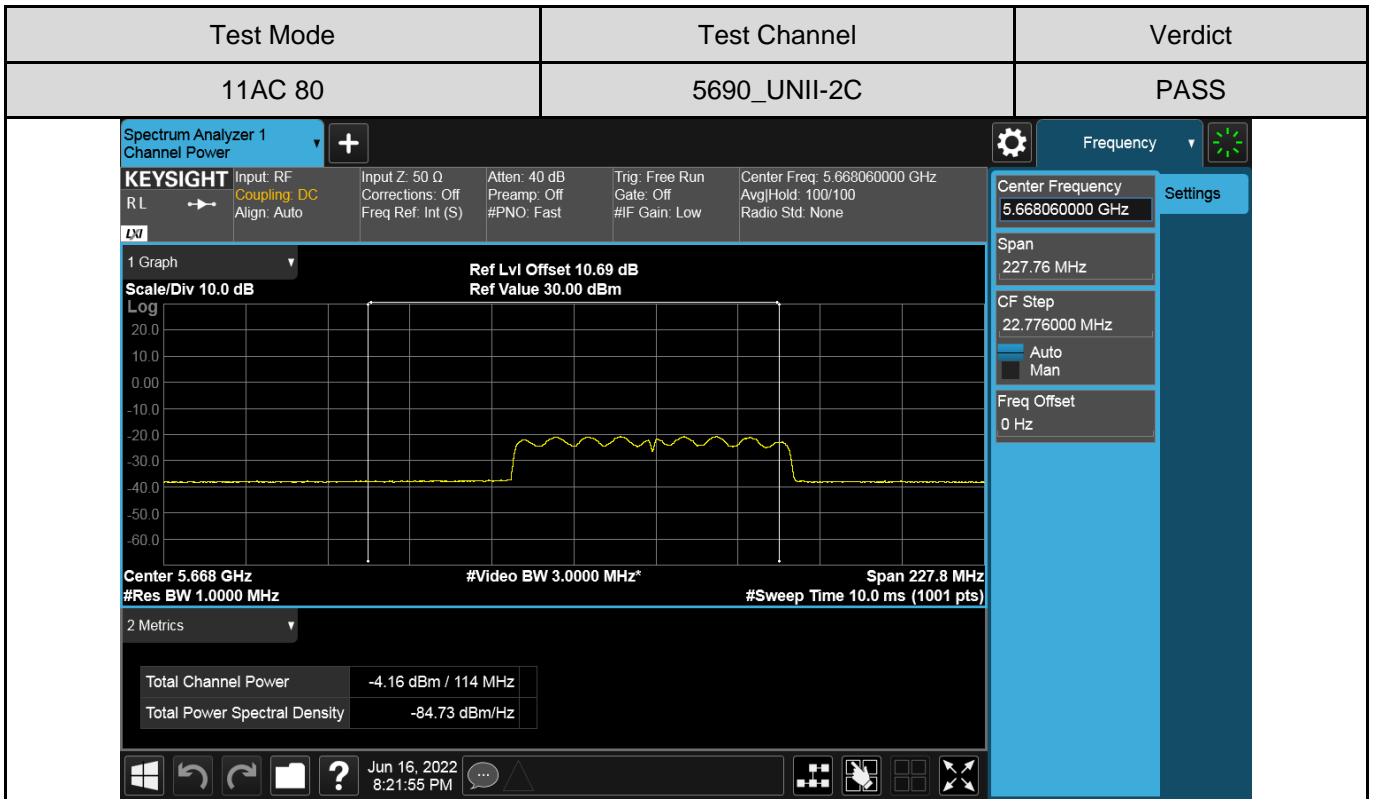 Test Mode Test Channel Verdict
11AC 80 5690_UNII-2C PASS
Spectrum Analyzer 1
Channel Power
Frequency
KEYSIGHT Input: RF Input Z: 50 Ω Atten: 40 dB Trig: Free Run Center Freq: 5.668060000 GHz
R L Coupling: DC Corrections: Off Preamp: Off Gate: Off Avg|Hold: 100/100
Align: Auto Freq Ref: Int (S) #PNO: Fast #IF Gain: Low Radio Std: None
LXI
Center Frequency
5.668060000 GHz
Settings
Span
227.76 MHz
CF Step
22.776000 MHz
Auto
Man
Freq Offset
0 Hz
1 Graph
Ref Lvl Offset 10.69 dB
Scale/Div 10.0 dB Ref Value 30.00 dBm
Log
20.0
10.0
0.00
-10.0
-20.0
-30.0
-40.0
-50.0
-60.0
Center 5.668 GHz #Video BW 3.0000 MHz* Span 227.8 MHz
#Res BW 1.0000 MHz #Sweep Time 10.0 ms (1001 pts)
2 Metrics
Total Channel Power -4.16 dBm / 114 MHz
Total Power Spectral Density -84.73 dBm/Hz
?
Jun 16, 2022
8:21:55 PM